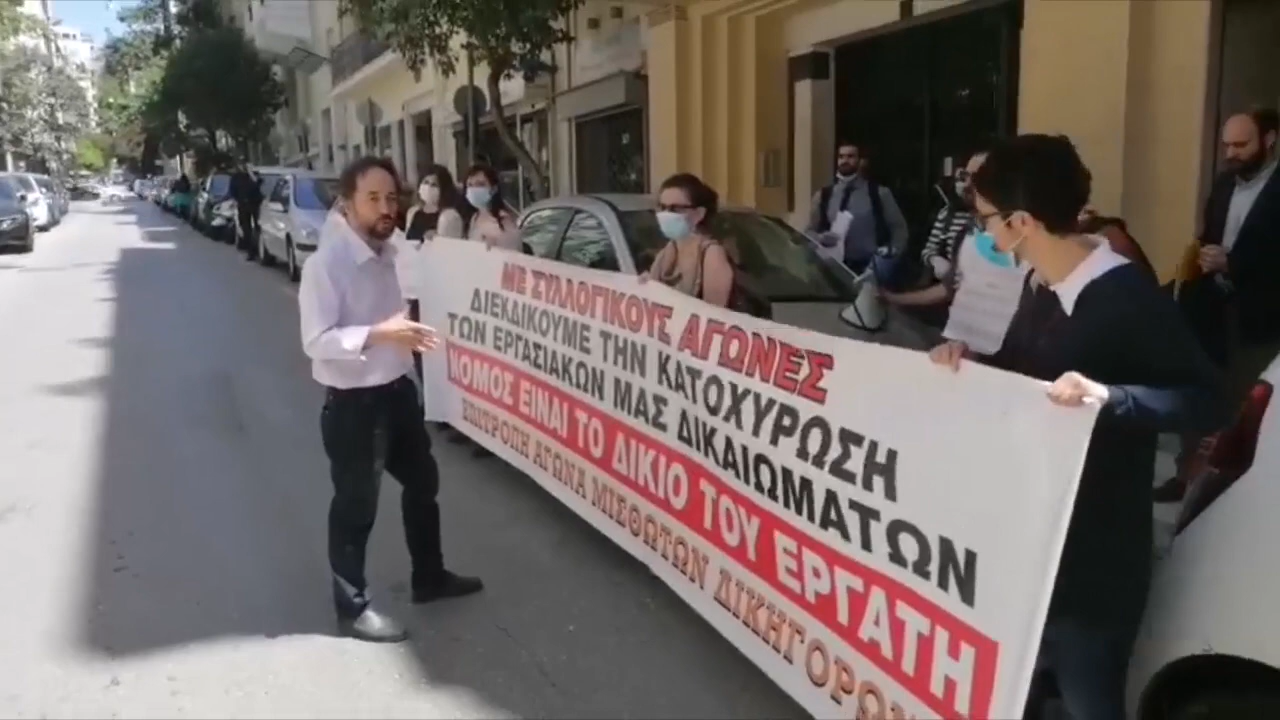 ΜΕ ΣΥΛΛΟΓΙΚΟΥΣ ΑΓΩΝΕΣ
ΔΙΕΚΔΙΚΟΥΜΕ ΤΗΝ ΚΑΤΟΧΥΡΩΣΗ
ΤΩΝ ΕΡΓΑΣΙΑΚΩΝ ΜΑΣ ΔΙΚΑΙΩΜΑΤΩΝ
ΝΟΜΟΣ ΕΙΝΑΙ ΤΟ ΔΙΚΙΟ ΤΟΥ ΕΡΓΑΤΗ
ΕΠΙΤΡΟΠΗ ΑΓΩΝΑ ΜΙΣΘΩΤΩΝ ΔΙΚΗΓΟΡΩΝ